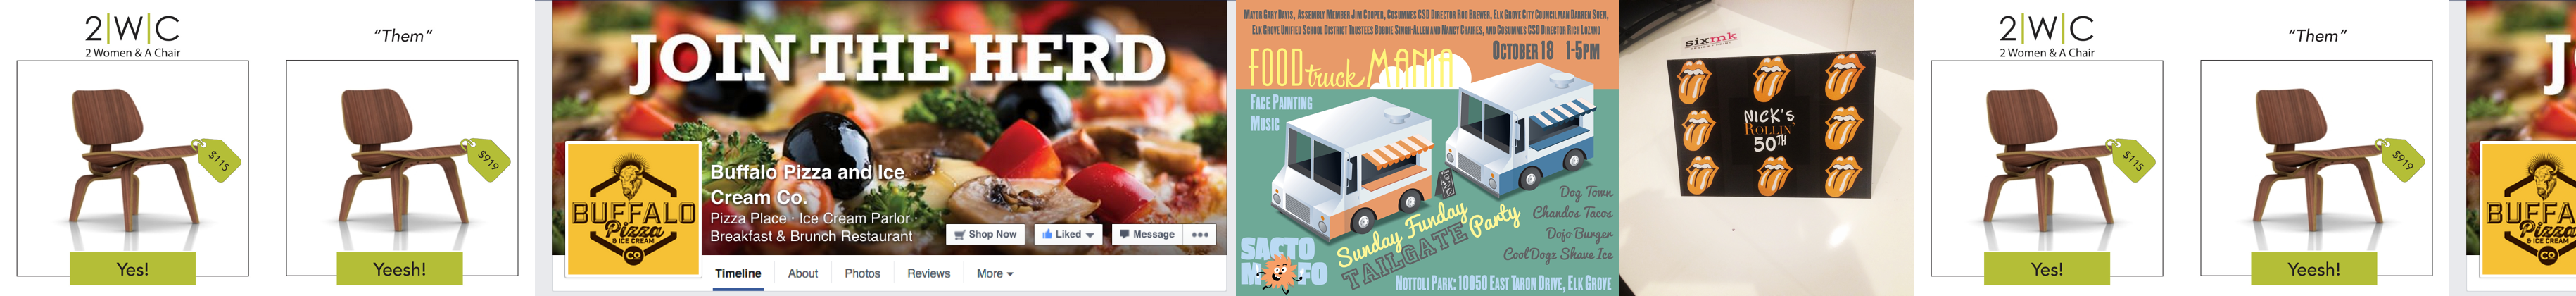 2|W|C
2 Women & A Chair
$115
Yes!
“Them”
$919
Yeesh!
JOIN THE HERD
BUFFALO
Pizza
& ICE CREAM
CO
Buffalo Pizza and Ice
Cream Co.
Pizza Place · Ice Cream Parlor ·
Breakfast & Brunch Restaurant
Shop Now
Liked
Message
Timeline
About
Photos
Reviews
More
Mayor Gary Davis, Assembly Member Jim Cooper, Cosumnes CSD Director Rod Brewer, Elk Grove City Councilman Darren Suen,
Elk Grove Unified School District Trustees Bobbie Singh-Allen and Nancy Chaires, and Cosumnes CSD Director Rich Lozano
October 18 1-5pm
FOOD truck MANIA
Face Painting
Music
Dog Town
Chandos Tacos
Dojo Burger
CoolDogz Shave Ice
Sunday Funday
TAILGATE Party
SACTO
MOFO
Nottoli Park: 10050 East Taron Drive, Elk Grove
sixmk
NICK'S
ROLLIN'
50TH
2|W|C
2 Women & A Chair
$115
Yes!
“Them”
$919
Yeesh!
JO
BUFFA
Pizza
& ICE CREAM
CO